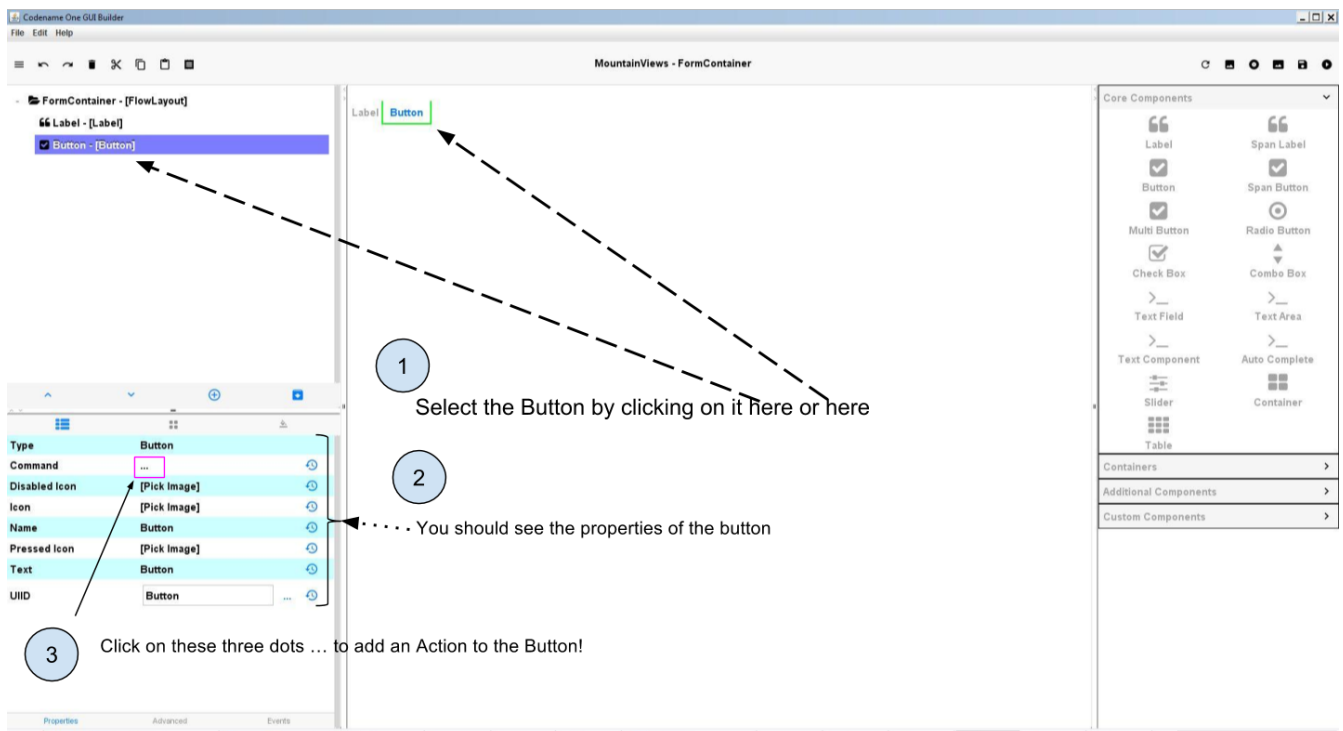 Codename One GUI Builder
File Edit Help
MountainViews - FormContainer
FormContainer - [FlowLayout]
Label - [Label]
Button - [Button]
Label Button
Core Components
Label Span Label
Button Span Button
Multi Button Radio Button
Check Box Combo Box
Text Field Text Area
Text Component Auto Complete
Slider Container
Table
Containers
Additional Components
Custom Components
1
Select the Button by clicking on it here or here
Type Button
Command ...
Disabled Icon [Pick Image]
Icon [Pick Image]
Name Button
Pressed Icon [Pick Image]
Text Button
UIID Button ...
2
You should see the properties of the button
3
Click on these three dots … to add an Action to the Button!
Properties Advanced Events